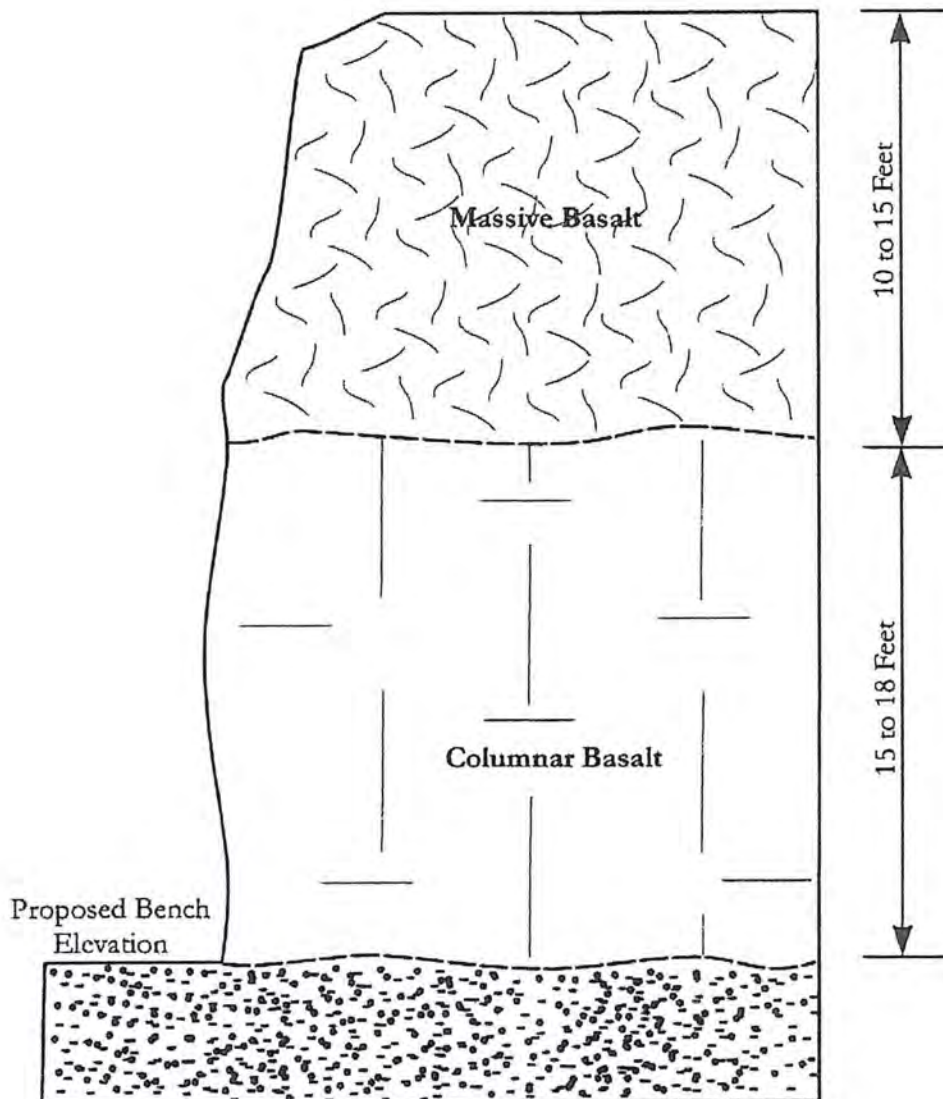 Massive Basalt
10 to 15 Feet
Columnar Basalt
15 to 18 Feet
Proposed Bench
Elevation